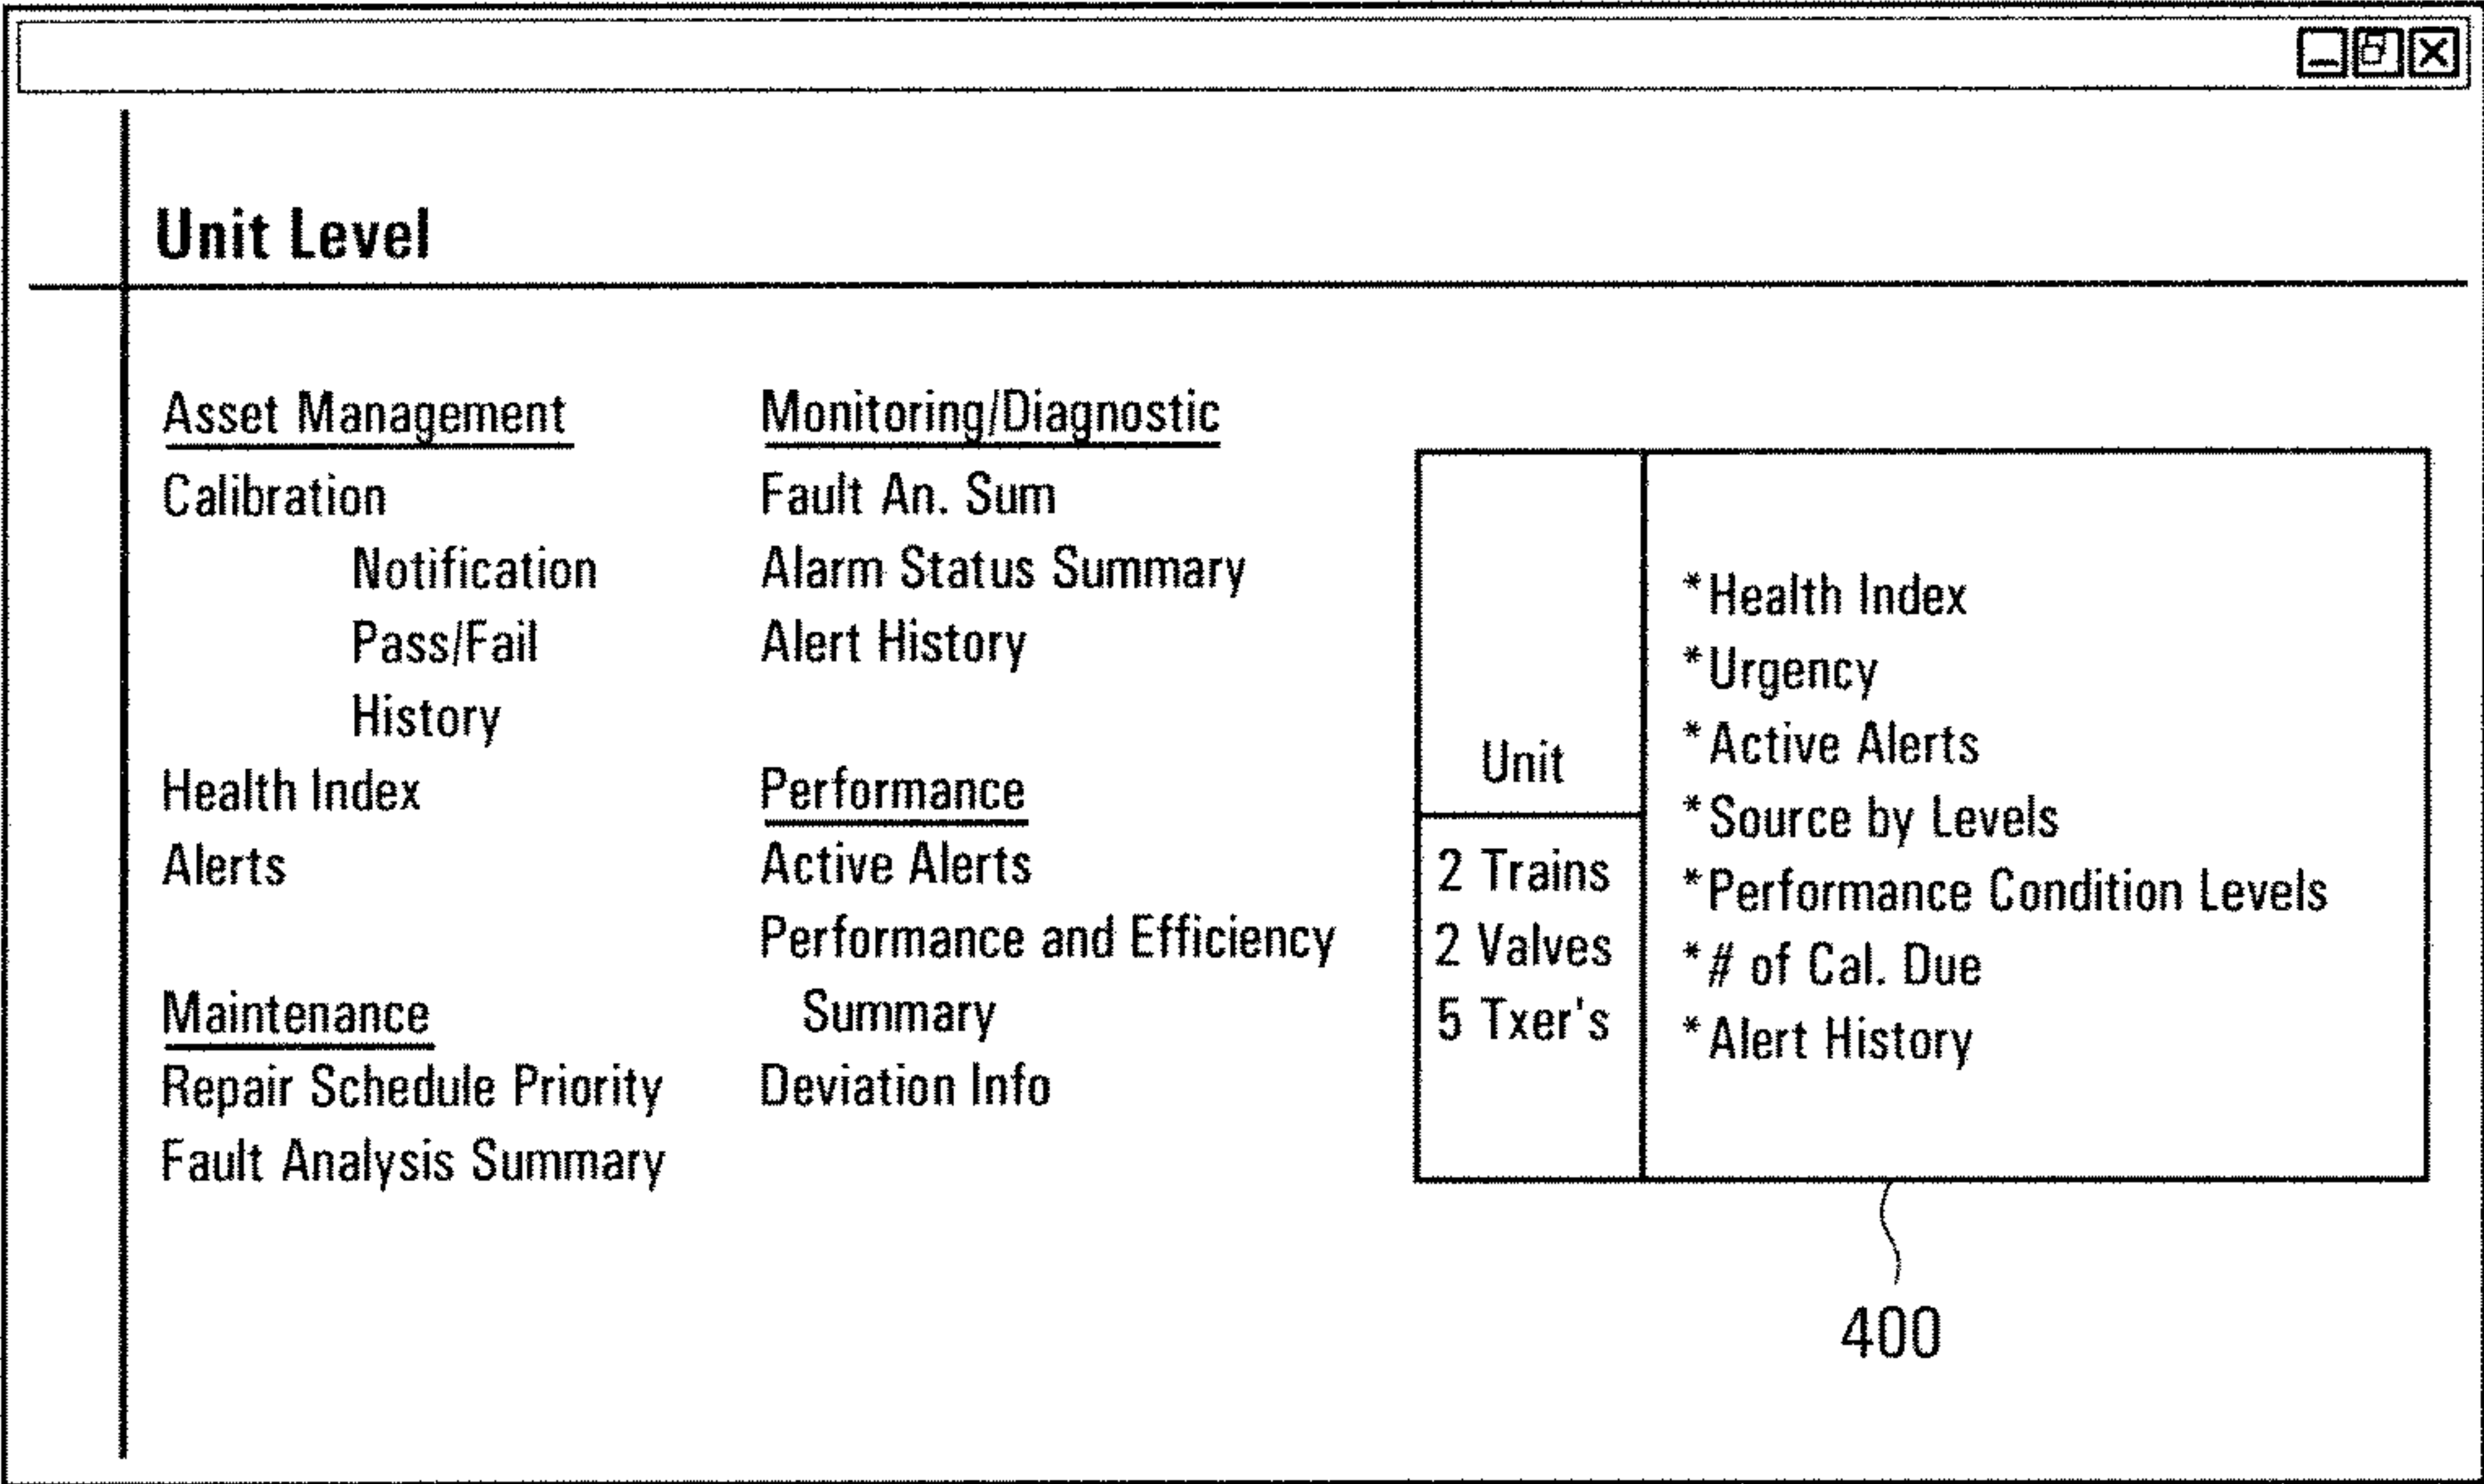 Unit Level
Asset Management
Calibration
Notification
Pass/Fail
History
Health Index
Alerts
Maintenance
Repair Schedule Priority
Fault Analysis Summary
Monitoring/Diagnostic
Fault An. Sum
Alarm Status Summary
Alert History
Performance
Active Alerts
Performance and Efficiency
Summary
Deviation Info
Unit
2 Trains
2 Valves
5 Txer's
*Health Index
*Urgency
*Active Alerts
*Source by Levels
*Performance Condition Levels
*# of Cal. Due
*Alert History
400